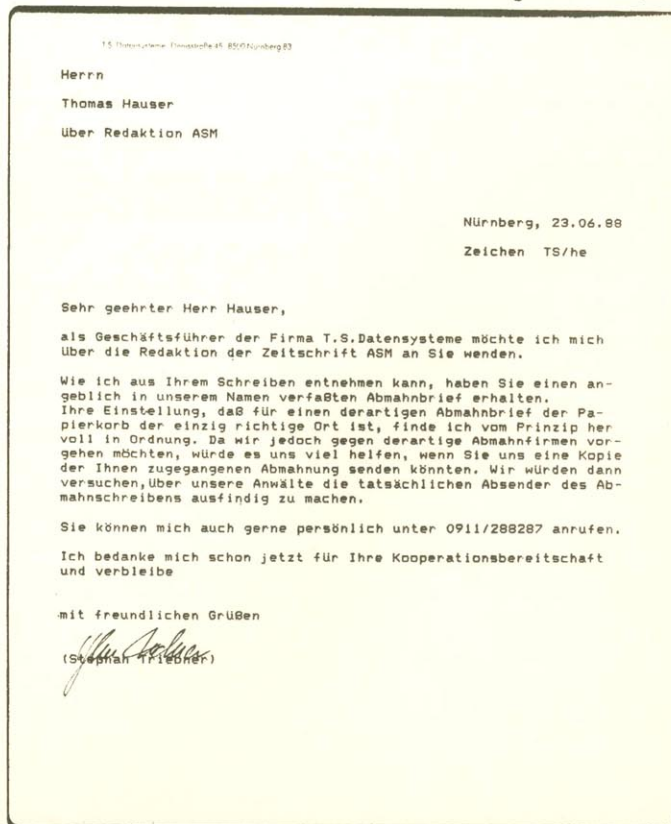 T.S. Datensysteme 45 8500 Nürnberg 83
Herrn
Thomas Hauser
über Redaktion ASM
Nürnberg, 23.06.88
Zeichen TS/he
Sehr geehrter Herr Hauser,
als Geschäftsführer der Firma T.S.Datensysteme möchte ich mich
über die Redaktion der Zeitschrift ASM an Sie wenden.
Wie ich aus Ihrem Schreiben entnehmen kann, haben Sie einen an-
geblich in unserem Namen verfaßten Abmahnbrief erhalten.
Ihre Einstellung, daß für einen derartigen Abmahnbrief der Pa-
pierkorb der einzig richtige Ort ist, finde ich vom Prinzip her
voll in Ordnung. Da wir jedoch gegen derartige Abmahnfirmen vor-
gehen möchten, würde es uns viel helfen, wenn Sie uns eine Kopie
der Ihnen zugegangenen Abmahnung senden könnten. Wir würden dann
versuchen,über unsere Anwälte die tatsächlichen Absender des Ab-
mahnschreibens ausfindig zu machen.
Sie können mich auch gerne persönlich unter 0911/288287 anrufen.
Ich bedanke mich schon jetzt für Ihre Kooperationsbereitschaft
und verbleibe
mit freundlichen Grüßen
(Stephan Triebner)